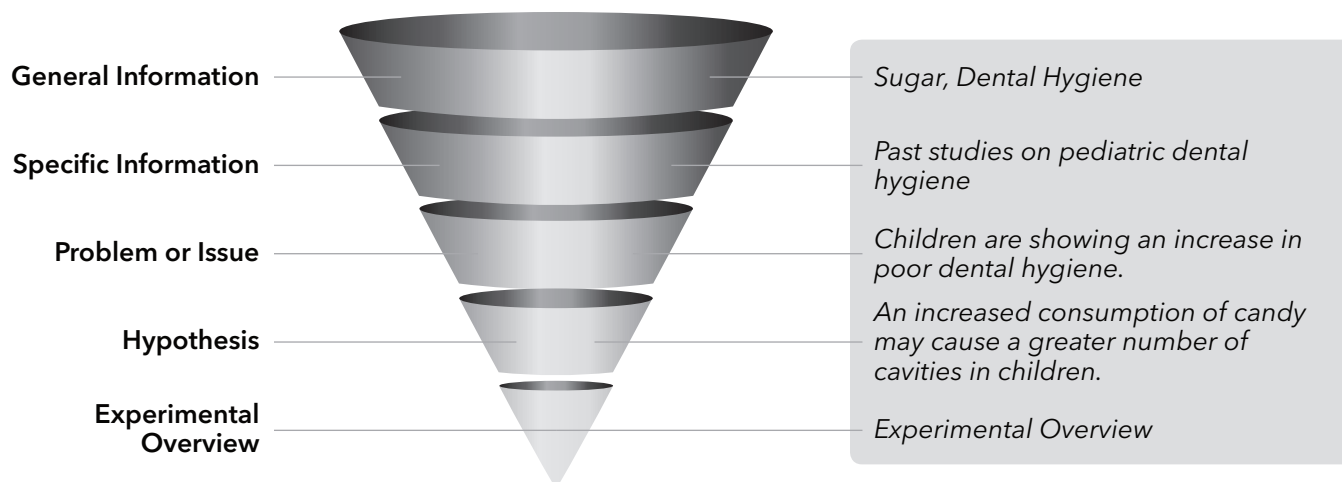 General Information
Sugar, Dental Hygiene
Specific Information
Past studies on pediatric dental
hygiene
Problem or Issue
Children are showing an increase in
poor dental hygiene.
Hypothesis
An increased consumption of candy
may cause a greater number of
cavities in children.
Experimental
Overview
Experimental Overview